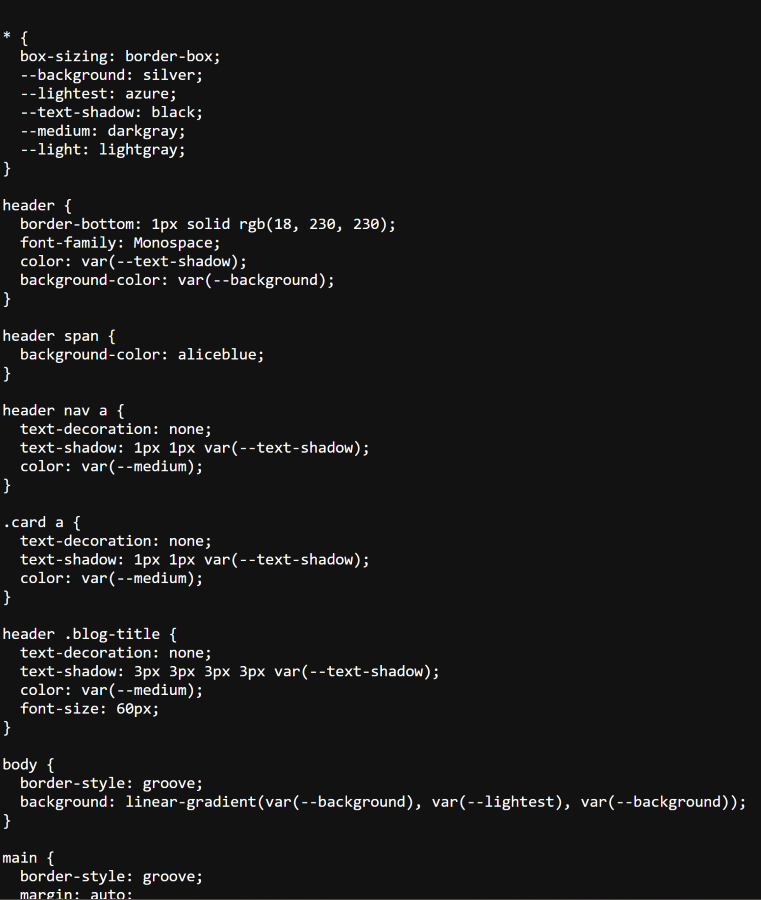 * {
  box-sizing: border-box;
  --background: silver;
  --lightest: azure;
  --text-shadow: black;
  --medium: darkgray;
  --light: lightgray;
}

header {
  border-bottom: 1px solid rgb(18, 230, 230);
  font-family: Monospace;
  color: var(--text-shadow);
  background-color: var(--background);
}

header span {
  background-color: aliceblue;
}

header nav a {
  text-decoration: none;
  text-shadow: 1px 1px var(--text-shadow);
  color: var(--medium);
}

.card a {
  text-decoration: none;
  text-shadow: 1px 1px var(--text-shadow);
  color: var(--medium);
}

header .blog-title {
  text-decoration: none;
  text-shadow: 3px 3px 3px 3px var(--text-shadow);
  color: var(--medium);
  font-size: 60px;
}

body {
  border-style: groove;
  background: linear-gradient(var(--background), var(--lightest), var(--background));
}

main {
  border-style: groove;
  margin: auto;